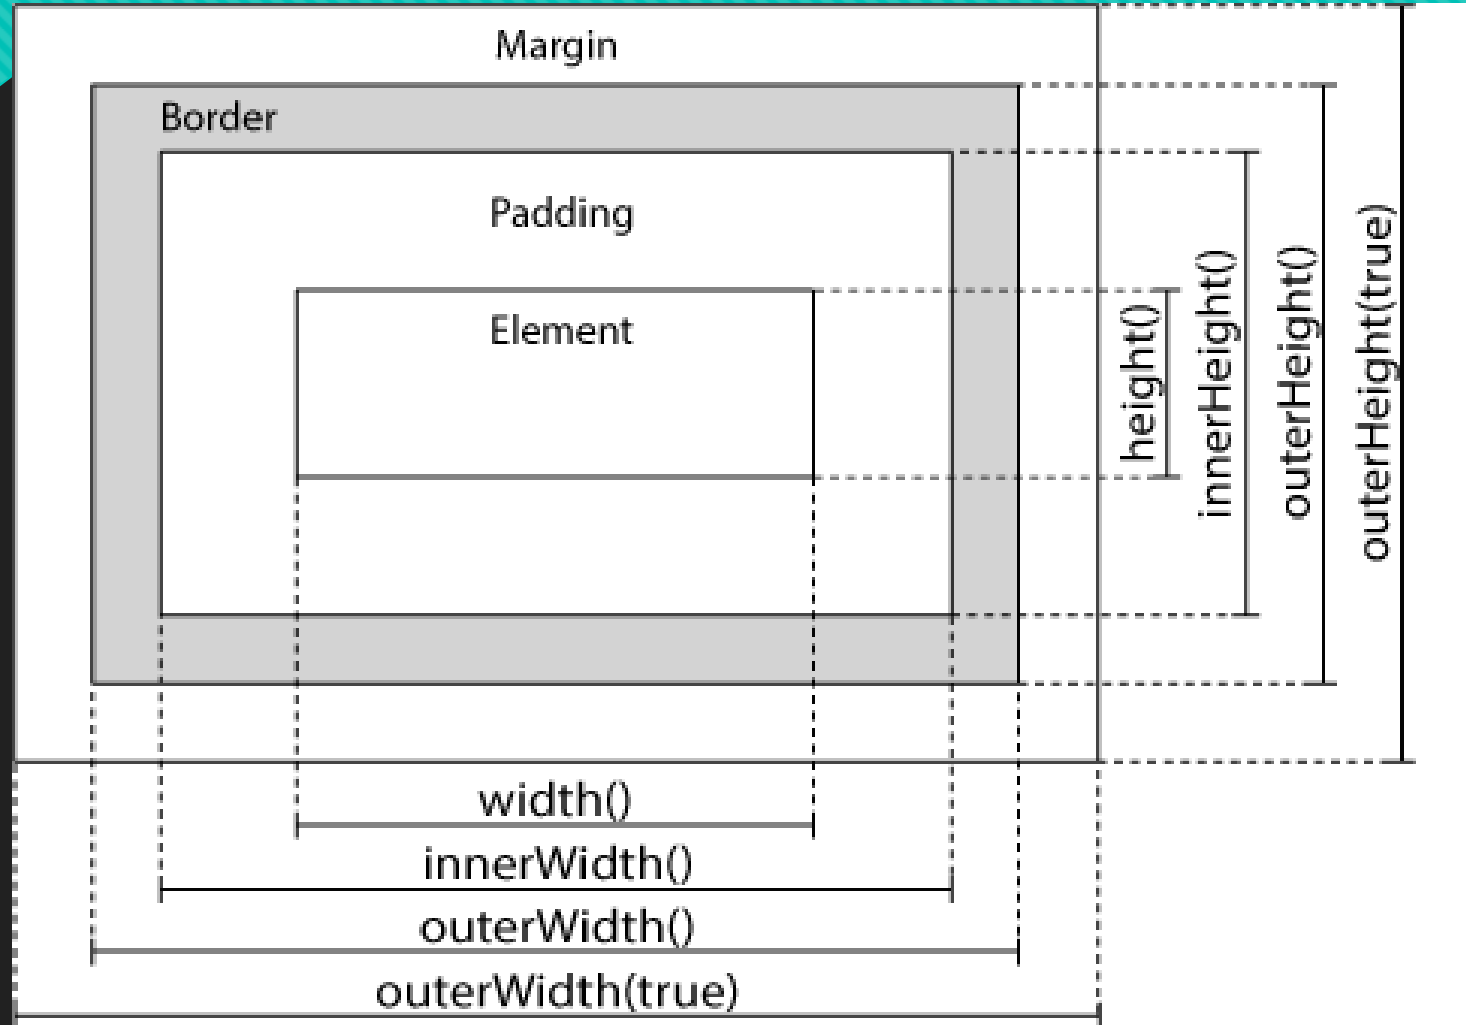 Margin
Border
Padding
Element
height()
innerHeight()
outerHeight()
outerHeight(true)
width()
innerWidth()
outerWidth()
outerWidth(true)